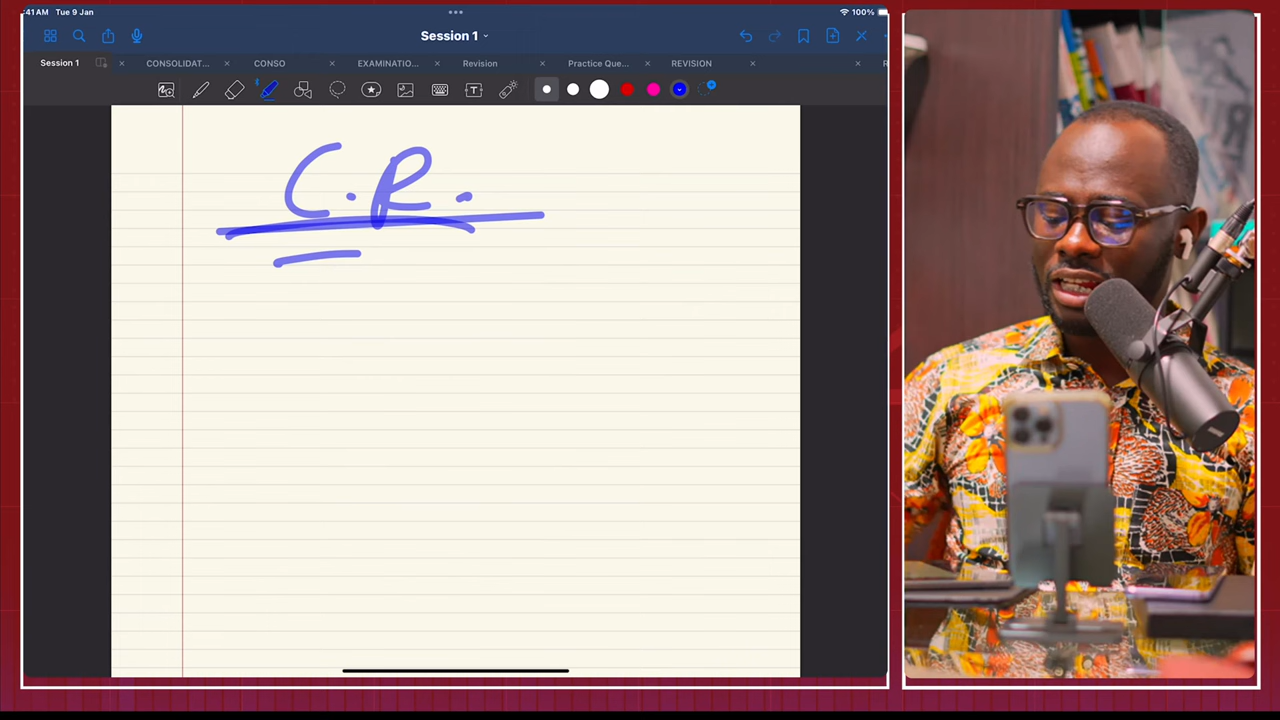 :41 AM Tue 9 Jan
100%
Session 1
Session 1
CONSOLIDAT...
CONSO
EXAMINATIO...
Revision
Practice Que...
REVISION
T
C.R.